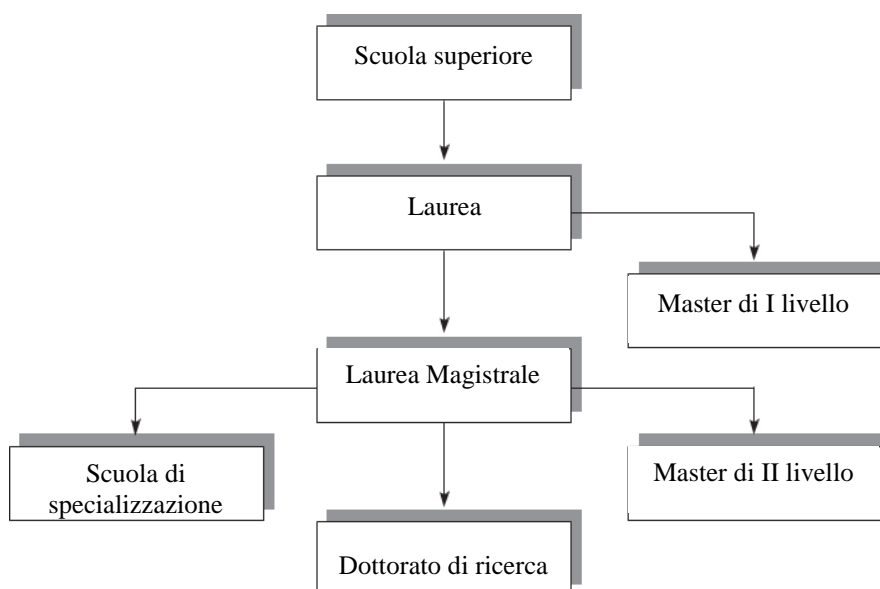 Scuola superiore
Laurea
Master di I livello
Laurea Magistrale
Scuola di
specializzazione
Master di II livello
Dottorato di ricerca